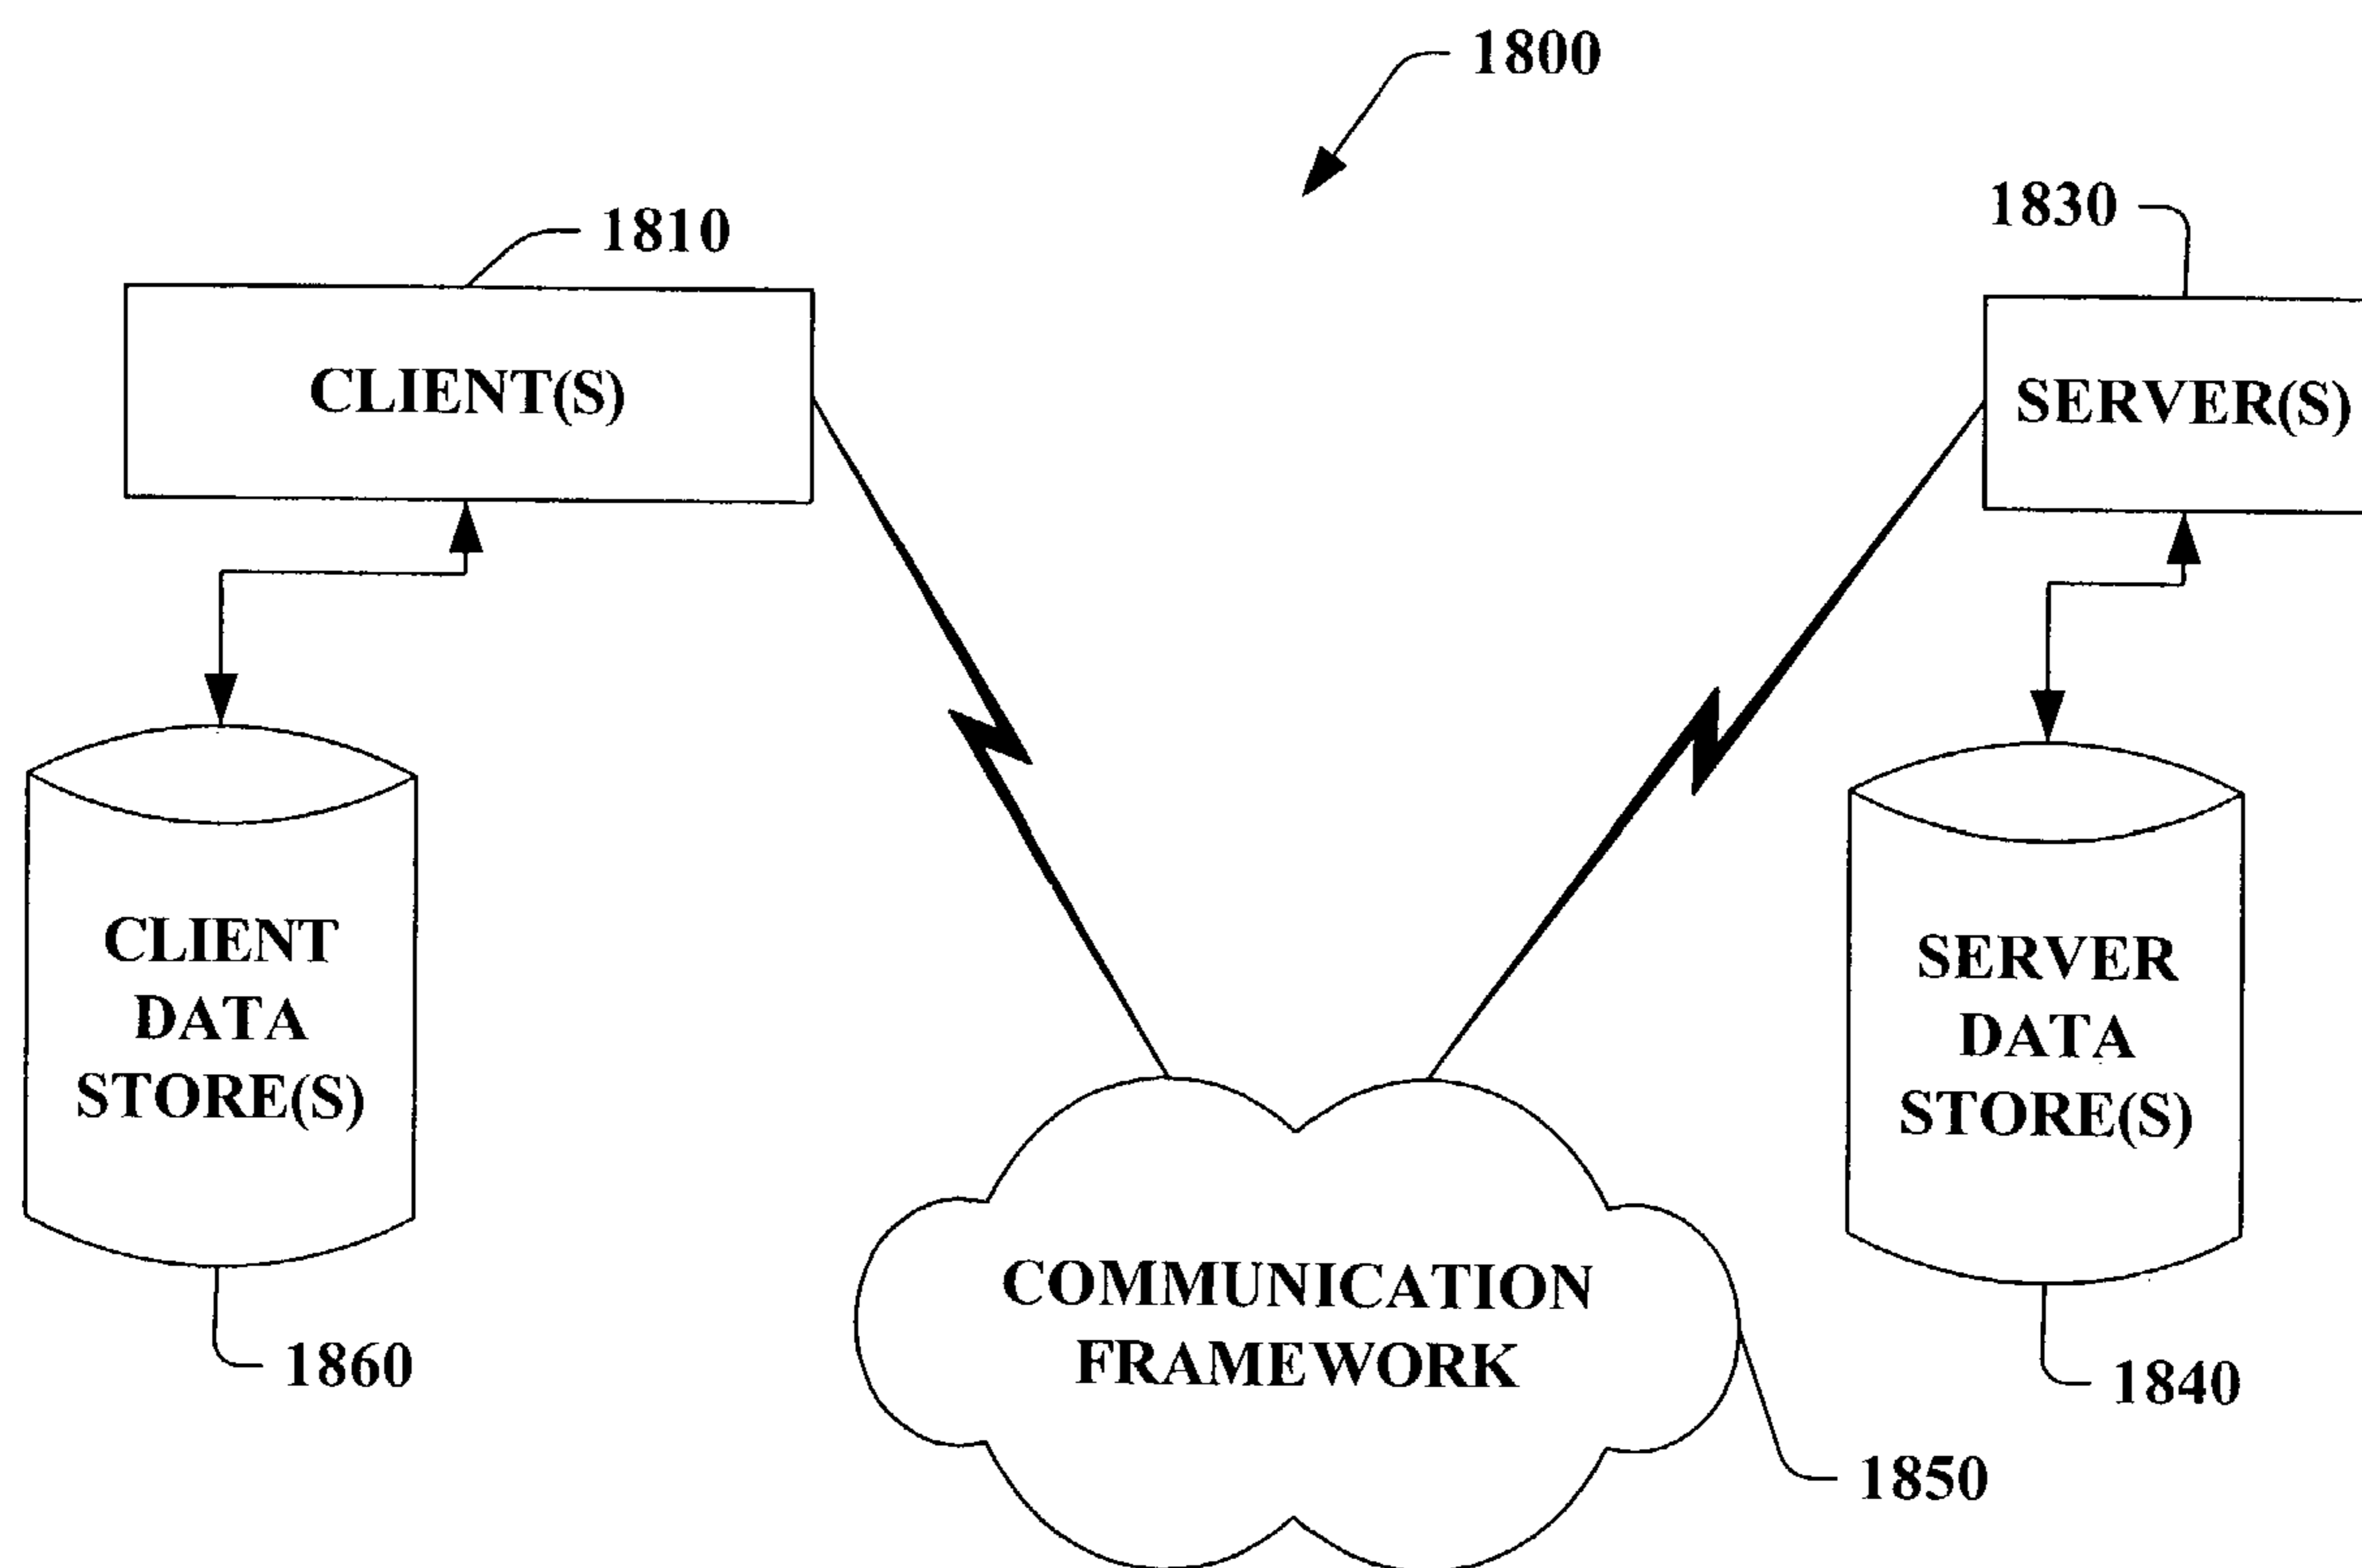 1800
1810
1830
CLIENT(S)
SERVER(S)
CLIENT
DATA
STORE(S)
SERVER
DATA
STORE(S)
COMMUNICATION
FRAMEWORK
1860
1840
1850